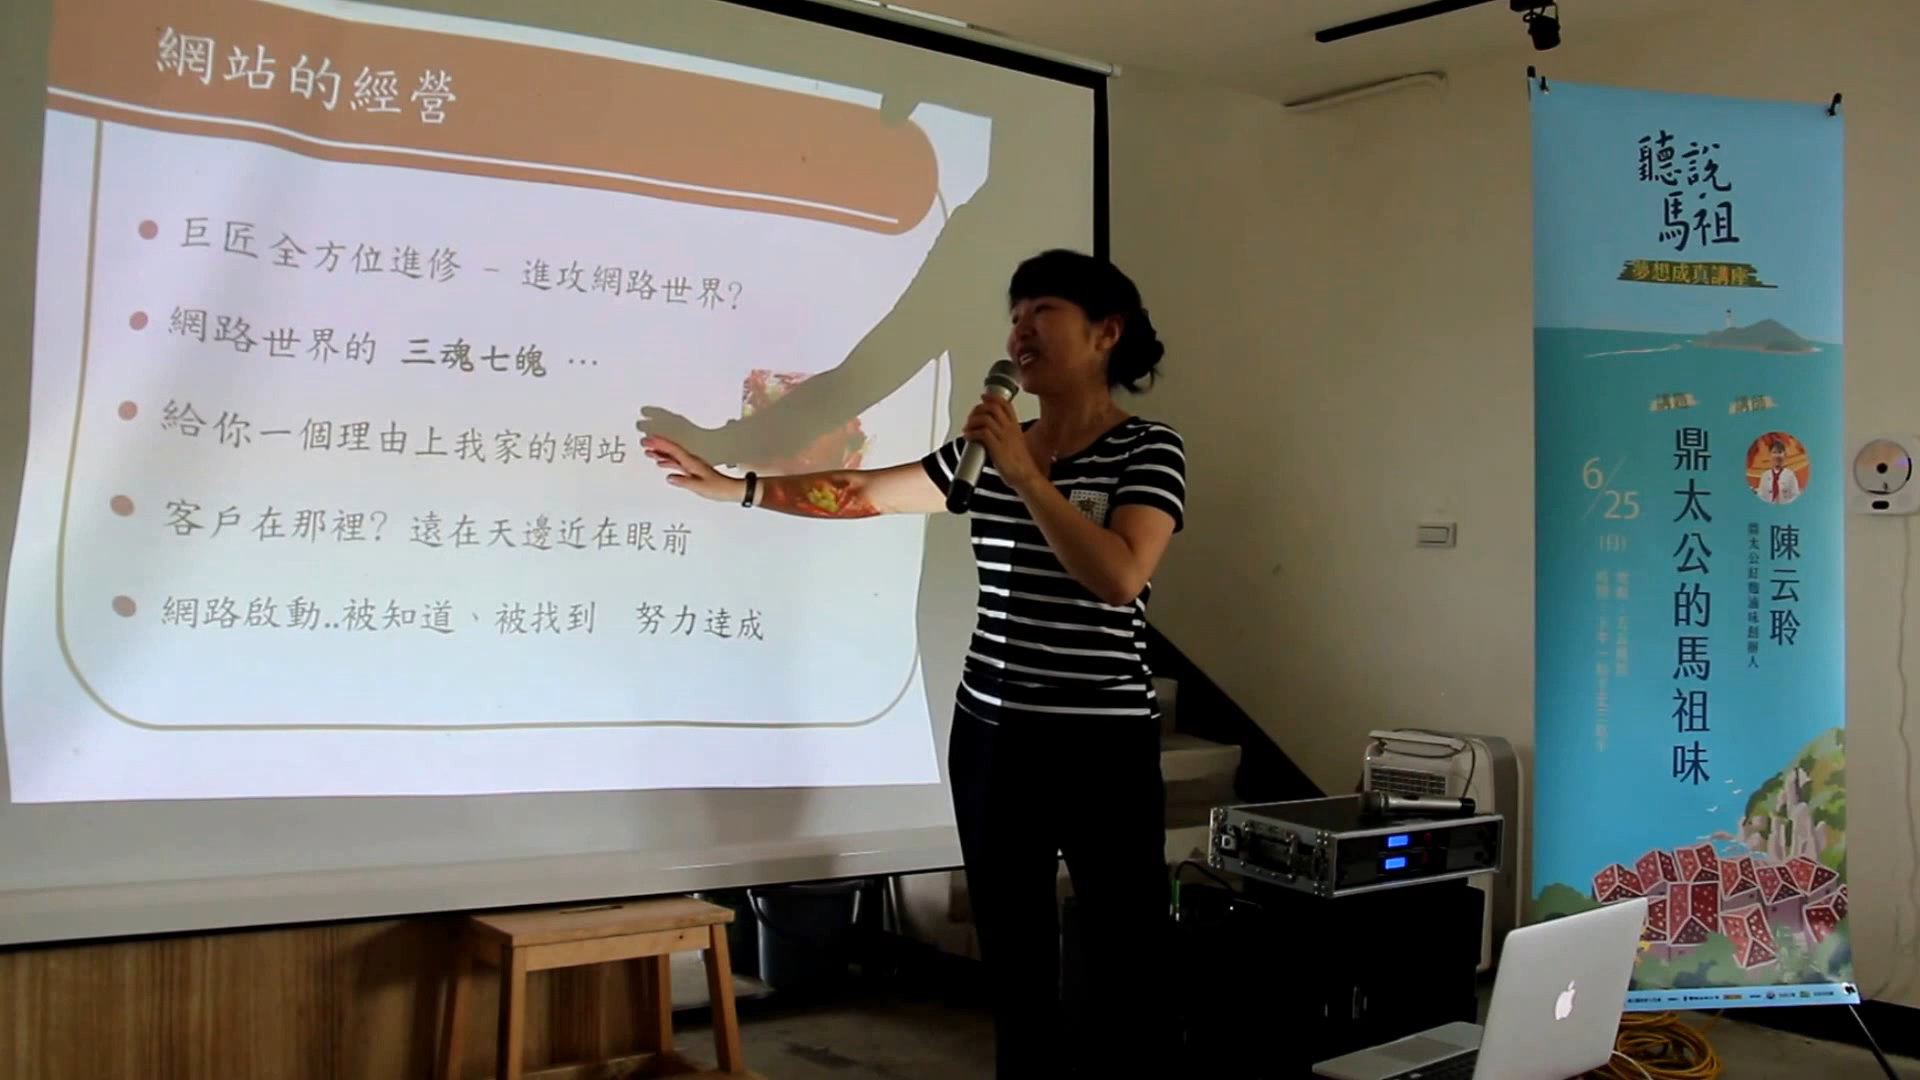 網站的經營
巨匠全方位進修 - 進攻網路世界?
網路世界的 三魂七魄 …
給你一個理由上我家的網站
客戶在那裡? 遠在天邊近在眼前
網路啟動..被知道、被找到 努力達成
聽說
馬祖
夢想成真講座
講題
講師
鼎太公的馬祖味
陳云聆
6/25
(日)